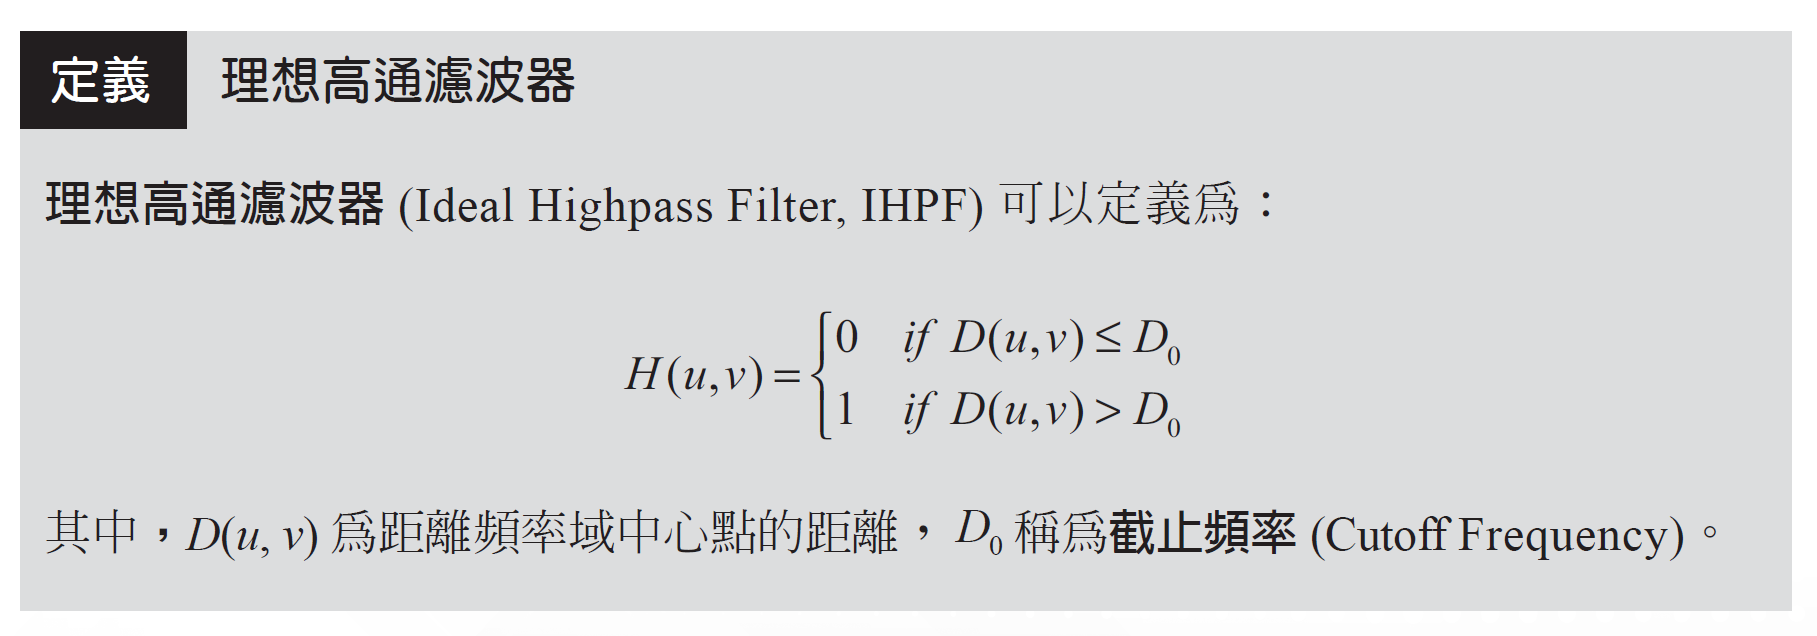 定義 理想高通濾波器
理想高通濾波器 (Ideal Highpass Filter, IHPF) 可以定義爲：
H(u,v) = { 0 if D(u,v) ≤ D₀
1 if D(u,v) > D₀
其中，D(u, v) 爲距離頻率域中心點的距離，D₀ 稱爲截止頻率 (Cutoff Frequency)。